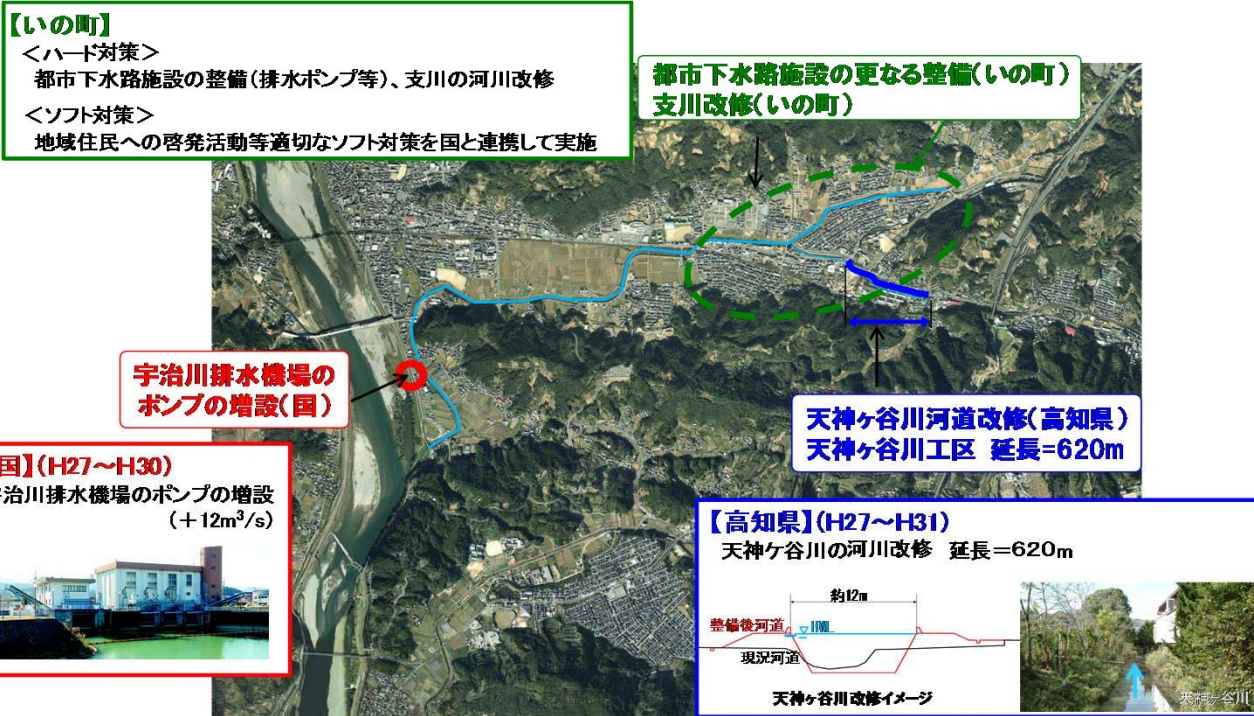 【いの町】
＜ハード対策＞
都市下水路施設の整備(排水ポンプ等)、支川の河川改修
＜ソフト対策＞
地域住民への啓発活動等適切なソフト対策を国と連携して実施
都市下水路施設の更なる整備(いの町)
支川改修(いの町)
宇治川排水機場の
ポンプの増設(国)
天神ヶ谷川河道改修(高知県)
天神ヶ谷川工区 延長=620m
国】(H27～H30)
治川排水機場のポンプの増設
(＋12m³/s)
【高知県】(H27～H31)
天神ケ谷川の河川改修 延長＝620m
約12m
整備後河道
HWL
現況河道
天神ヶ谷川改修イメージ
天神ヶ谷川